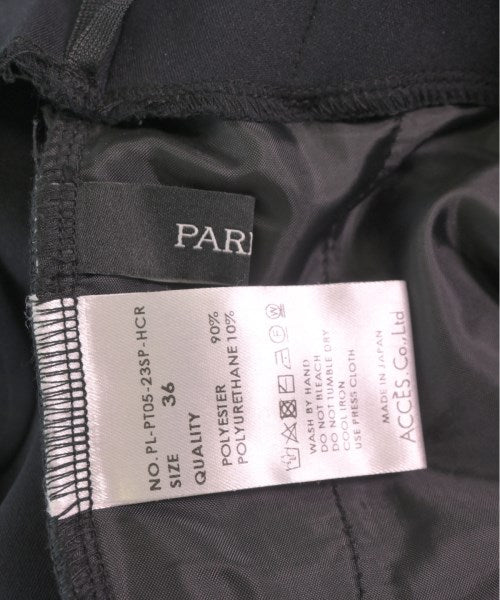 PARI
NO. PL-PT05-23SP-HCR
SIZE 36
QUALITY
POLYESTER 90%
POLYURETHANE 10%
WASH BY HAND
DO NOT BLEACH
DO NOT TUMBLE DRY
COOL IRON
USE PRESS CLOTH
MADE IN JAPAN
ACCÈS. Co., Ltd